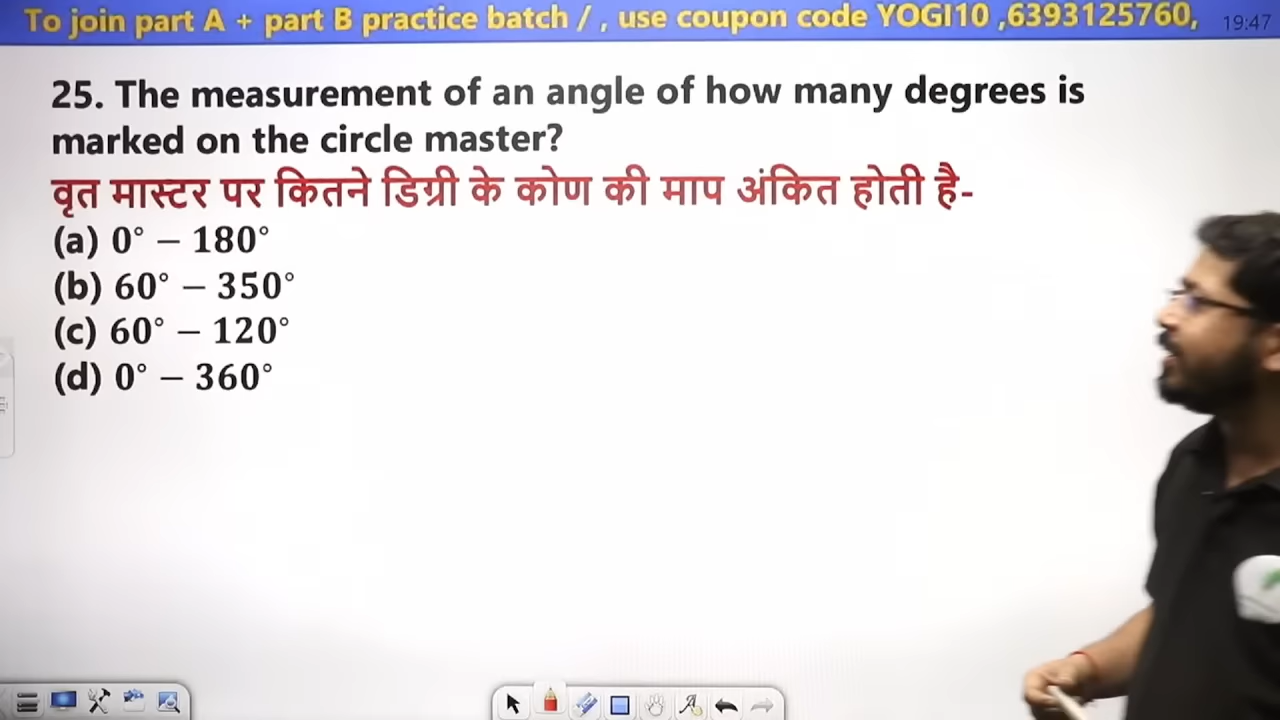 To join part A + part B practice batch / , use coupon code YOGI10 ,6393125760,
19:47
25. The measurement of an angle of how many degrees is
marked on the circle master?
वृत मास्टर पर कितने डिग्री के कोण की माप अंकित होती है-
(a) 0° – 180°
(b) 60° – 350°
(c) 60° – 120°
(d) 0° – 360°